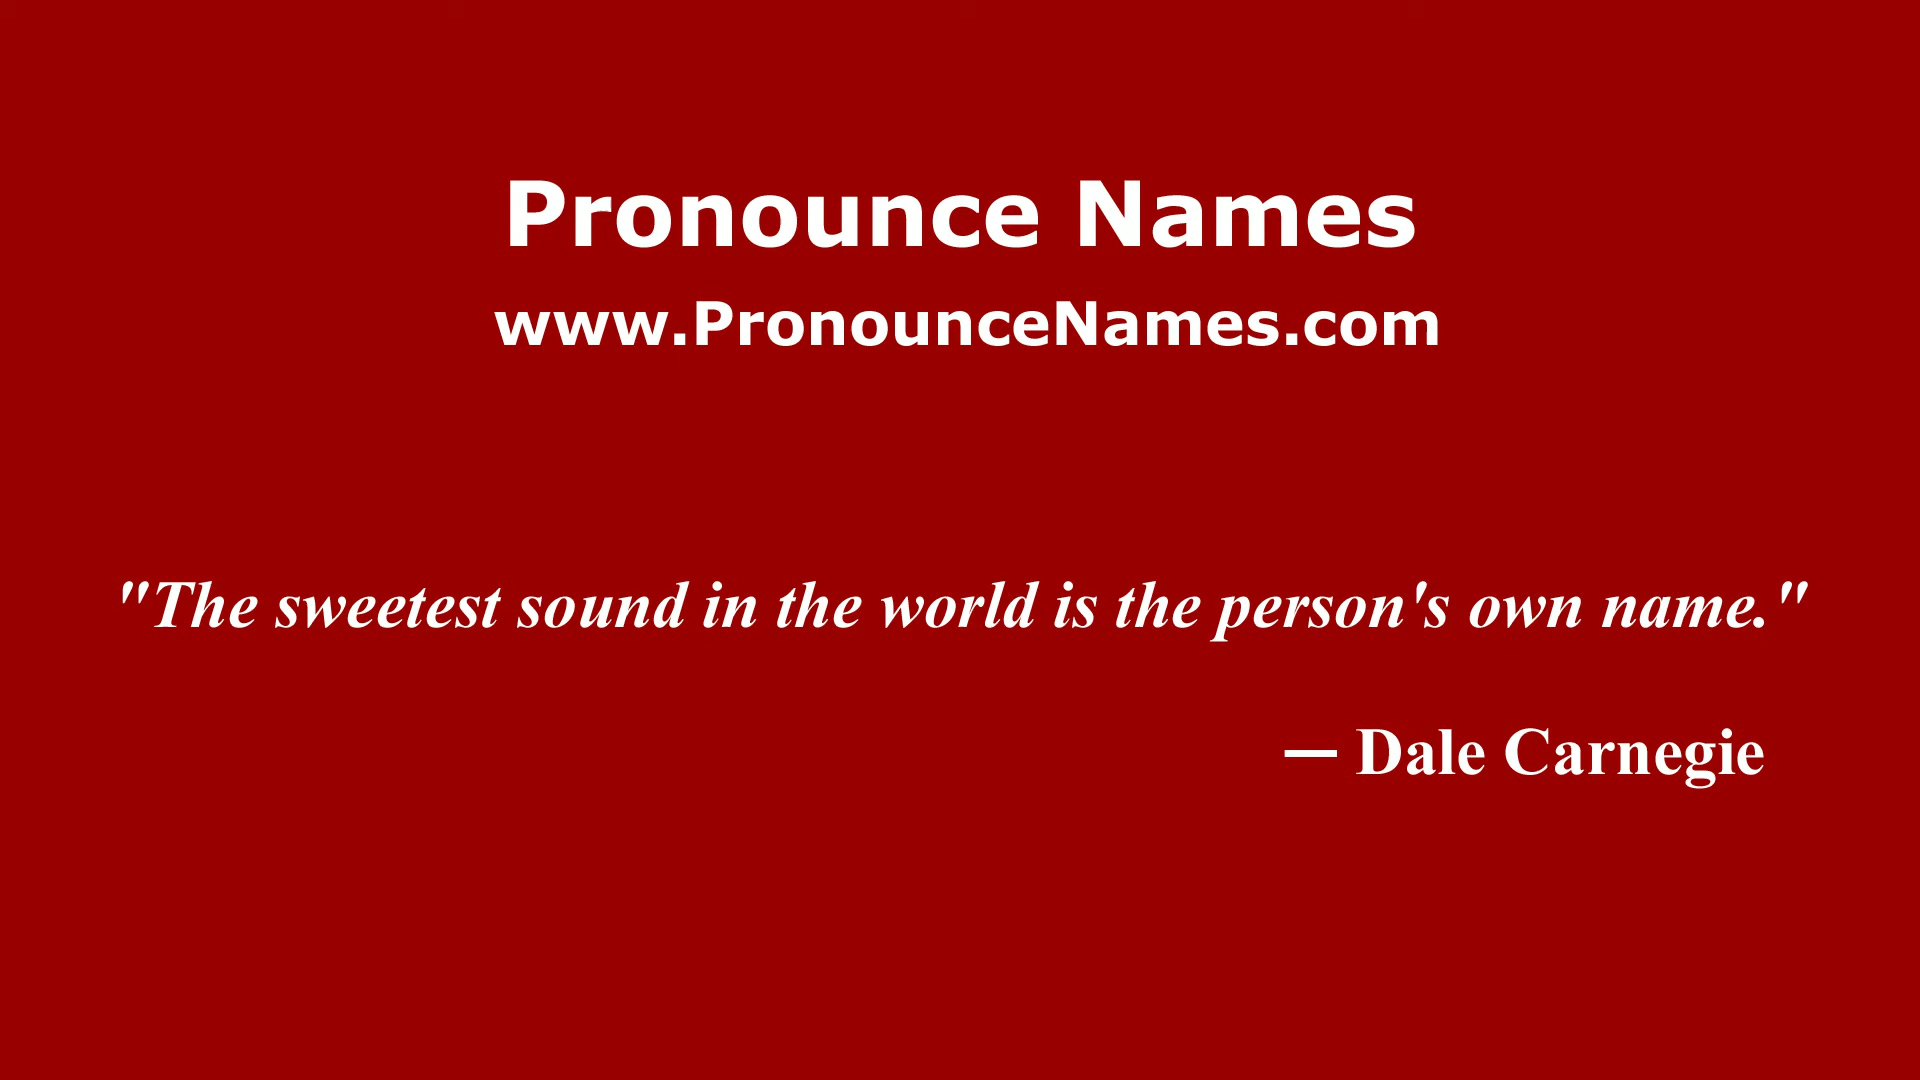 Pronounce Names
www.PronounceNames.com
"The sweetest sound in the world is the person's own name."
— Dale Carnegie